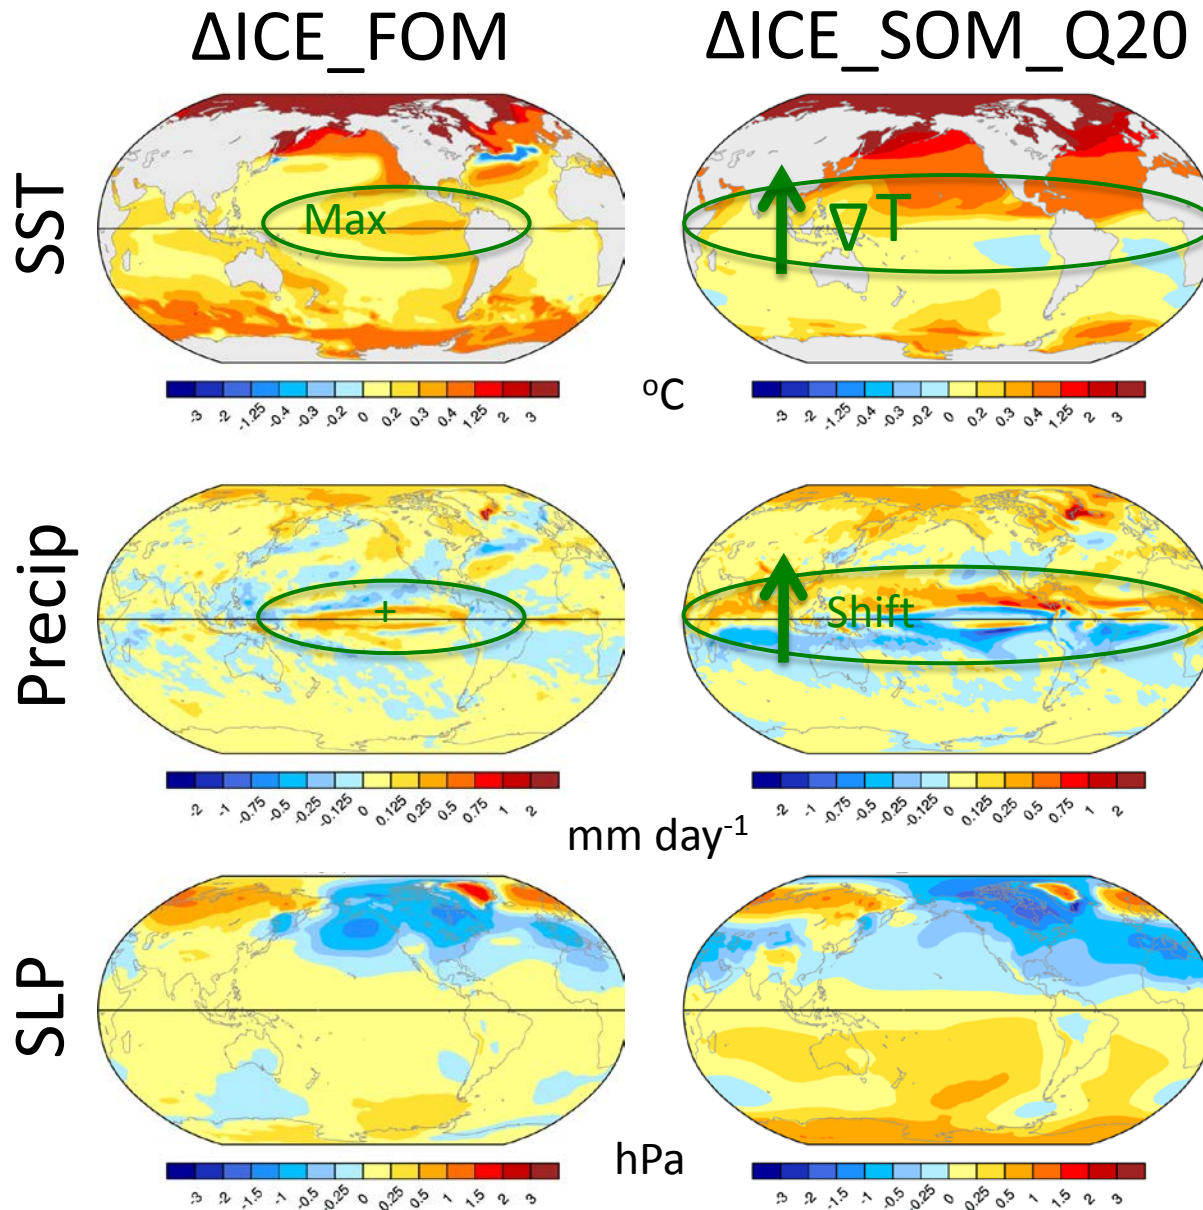 ΔICE_FOM ΔICE_SOM_Q20
SST
Max
∇T
-3 -2 -1.25 -0.4 -0.3 -0.2 0 0.2 0.3 0.4 1.25 2 3
°C
-3 -2 -1.25 -0.4 -0.3 -0.2 0 0.2 0.3 0.4 1.25 2 3
Precip
+
Shift
-2 -1 -0.75 -0.5 -0.25 -0.125 0 0.125 0.25 0.5 0.75 1 2
mm day⁻¹
-2 -1 -0.75 -0.5 -0.25 -0.125 0 0.125 0.25 0.5 0.75 1 2
SLP
-3 -2 -1.5 -1 -0.5 -0.25 0 0.25 0.5 1 1.5 2 3
hPa
-3 -2 -1.5 -1 -0.5 -0.25 0 0.25 0.5 1 1.5 2 3